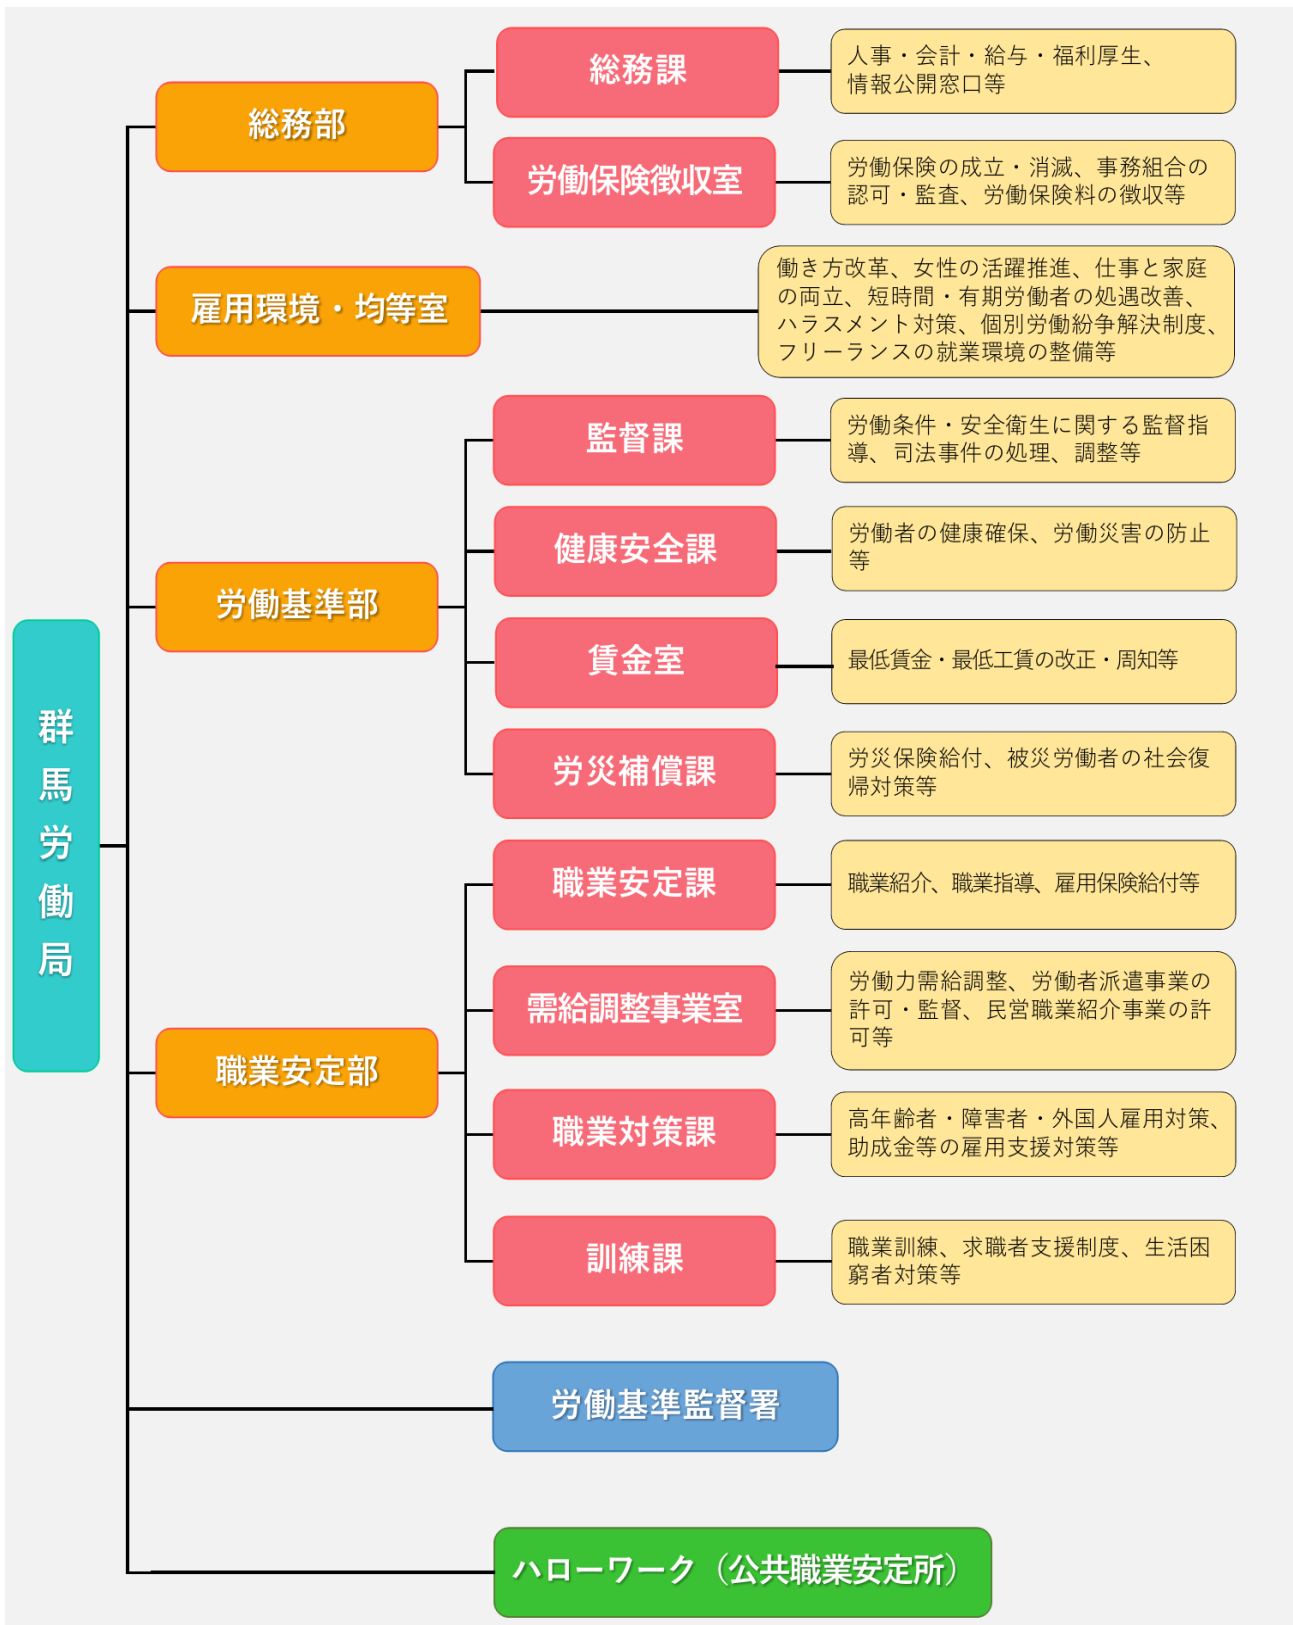 群馬労働局
総務部
総務課
人事・会計・給与・福利厚生、
情報公開窓口等
労働保険徴収室
労働保険の成立・消滅、事務組合の
認可・監査、労働保険料の徴収等
雇用環境・均等室
働き方改革、女性の活躍推進、仕事と家庭
の両立、短時間・有期労働者の処遇改善、
ハラスメント対策、個別労働紛争解決制度、
フリーランスの就業環境の整備等
労働基準部
監督課
労働条件・安全衛生に関する監督指
導、司法事件の処理、調整等
健康安全課
労働者の健康確保、労働災害の防止
等
賃金室
最低賃金・最低工賃の改正・周知等
労災補償課
労災保険給付、被災労働者の社会復
帰対策等
職業安定部
職業安定課
職業紹介、職業指導、雇用保険給付等
需給調整事業室
労働力需給調整、労働者派遣事業の
許可・監督、民営職業紹介事業の許
可等
職業対策課
高年齢者・障害者・外国人雇用対策、
助成金等の雇用支援対策等
訓練課
職業訓練、求職者支援制度、生活困
窮者対策等
労働基準監督署
ハローワーク（公共職業安定所）